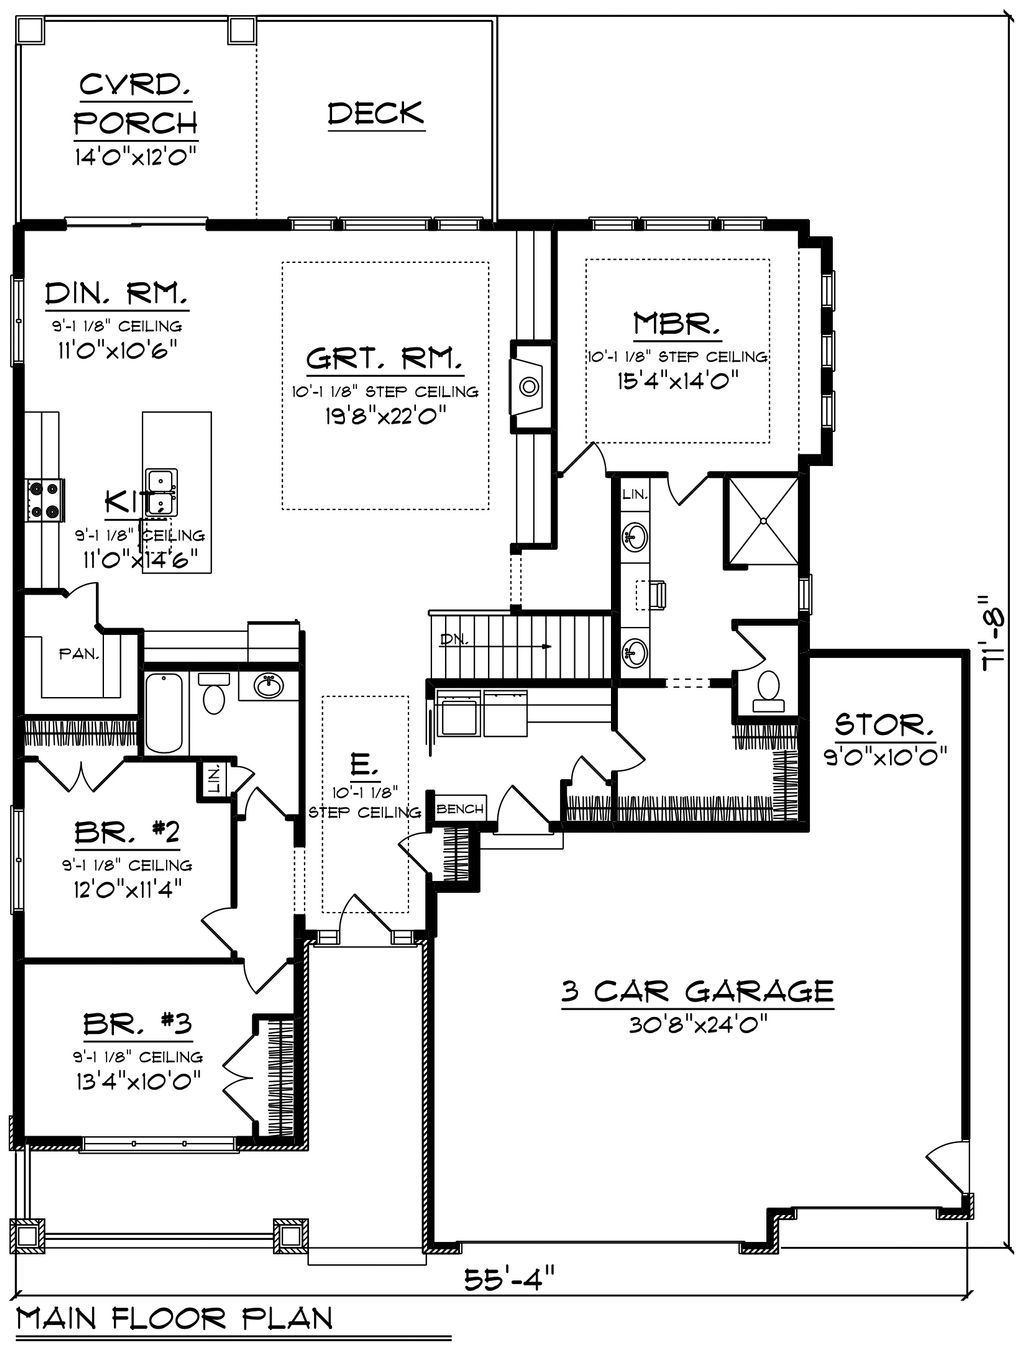 CVRD.
PORCH
14'0"x12'0"
DECK
DIN. RM.
9'-1 1/8" CEILING
11'0"x10'6"
GRT. RM.
10'-1 1/8" STEP CEILING
19'8"x22'0"
MBR.
10'-1 1/8" STEP CEILING
15'4"x14'0"
KIT.
9'-1 1/8" CEILING
11'0"x14'6"
LIN.
PAN.
DN.
71'-8"
STOR.
9'0"x10'0"
E.
10'-1 1/8"
STEP CEILING
LIN.
BENCH
BR. #2
9'-1 1/8" CEILING
12'0"x11'4"
3 CAR GARAGE
30'8"x24'0"
BR. #3
9'-1 1/8" CEILING
13'4"x10'0"
55'-4"
MAIN FLOOR PLAN